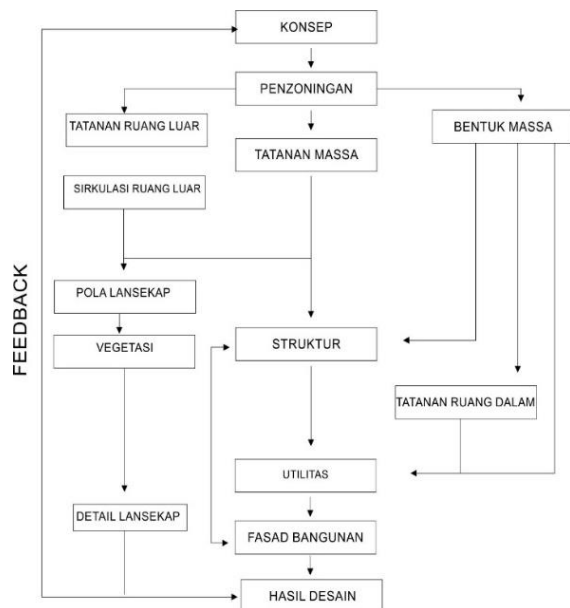 KONSEP
PENZONINGAN
TATANAN RUANG LUAR
BENTUK MASSA
TATANAN MASSA
SIRKULASI RUANG LUAR
FEEDBACK
POLA LANSEKAP
VEGETASI
STRUKTUR
TATANAN RUANG DALAM
UTILITAS
DETAIL LANSEKAP
FASAD BANGUNAN
HASIL DESAIN